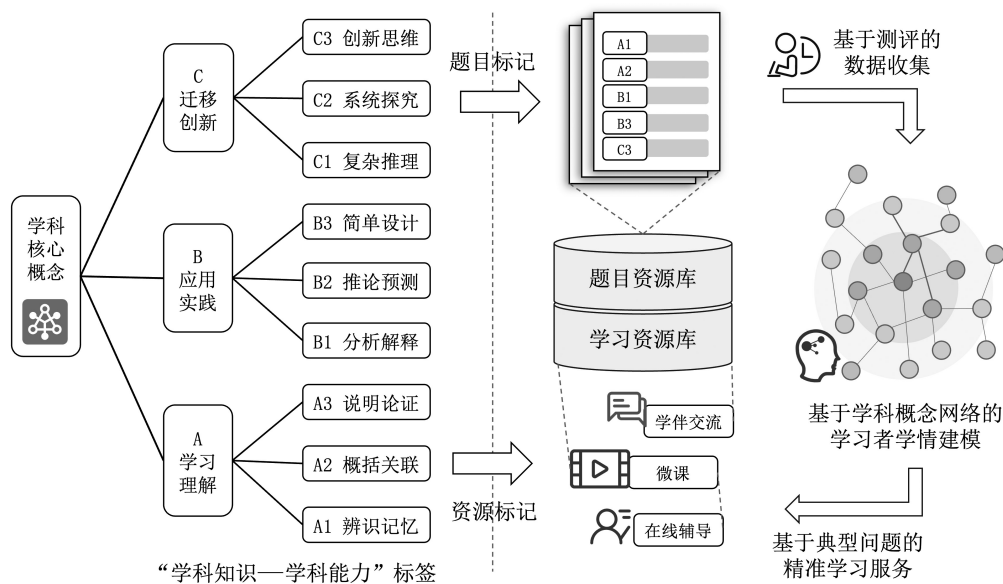 学科
核心
概念
C
迁移
创新
C3 创新思维
C2 系统探究
C1 复杂推理
B
应用
实践
B3 简单设计
B2 推论预测
B1 分析解释
A
学习
理解
A3 说明论证
A2 概括关联
A1 辨识记忆
“学科知识—学科能力”标签
题目标记
资源标记
A1
A2
B1
B3
C3
题目资源库
学习资源库
学伴交流
微课
在线辅导
基于测评的
数据收集
基于学科概念网络的
学习者学情建模
基于典型问题的
精准学习服务